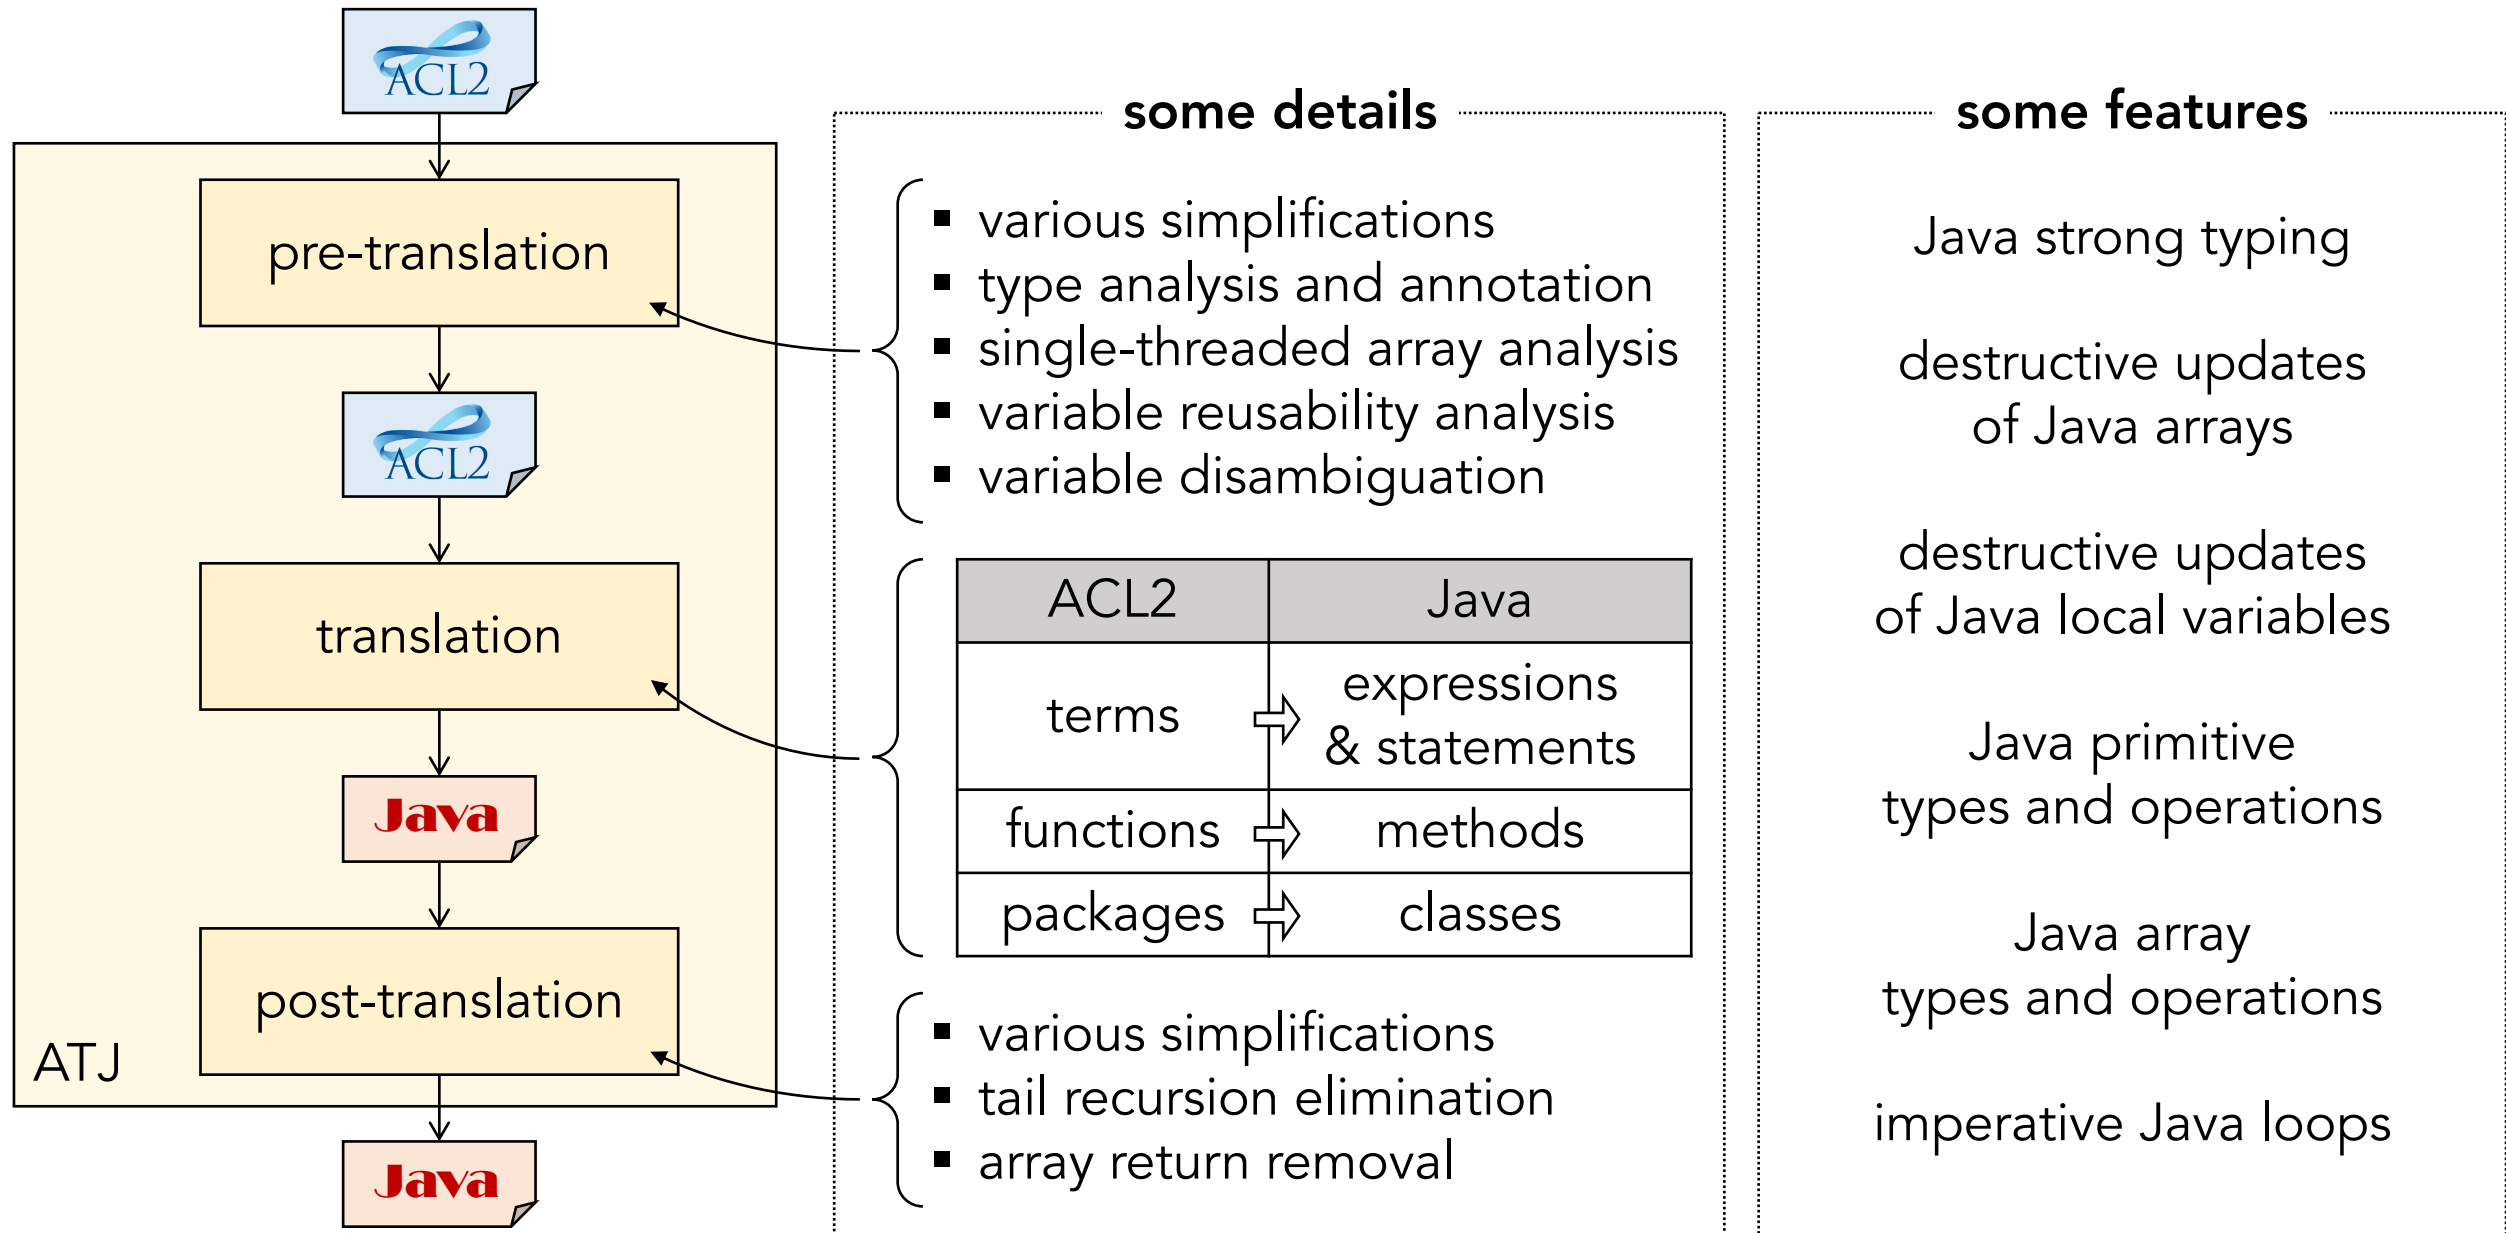 ACL2
pre-translation
ACL2
translation
Java
post-translation
ATJ
Java
some details
various simplifications
type analysis and annotation
single-threaded array analysis
variable reusability analysis
variable disambiguation
ACL2 Java
terms expressions
& statements
functions methods
packages classes
various simplifications
tail recursion elimination
array return removal
some features
Java strong typing
destructive updates
of Java arrays
destructive updates
of Java local variables
Java primitive
types and operations
Java array
types and operations
imperative Java loops